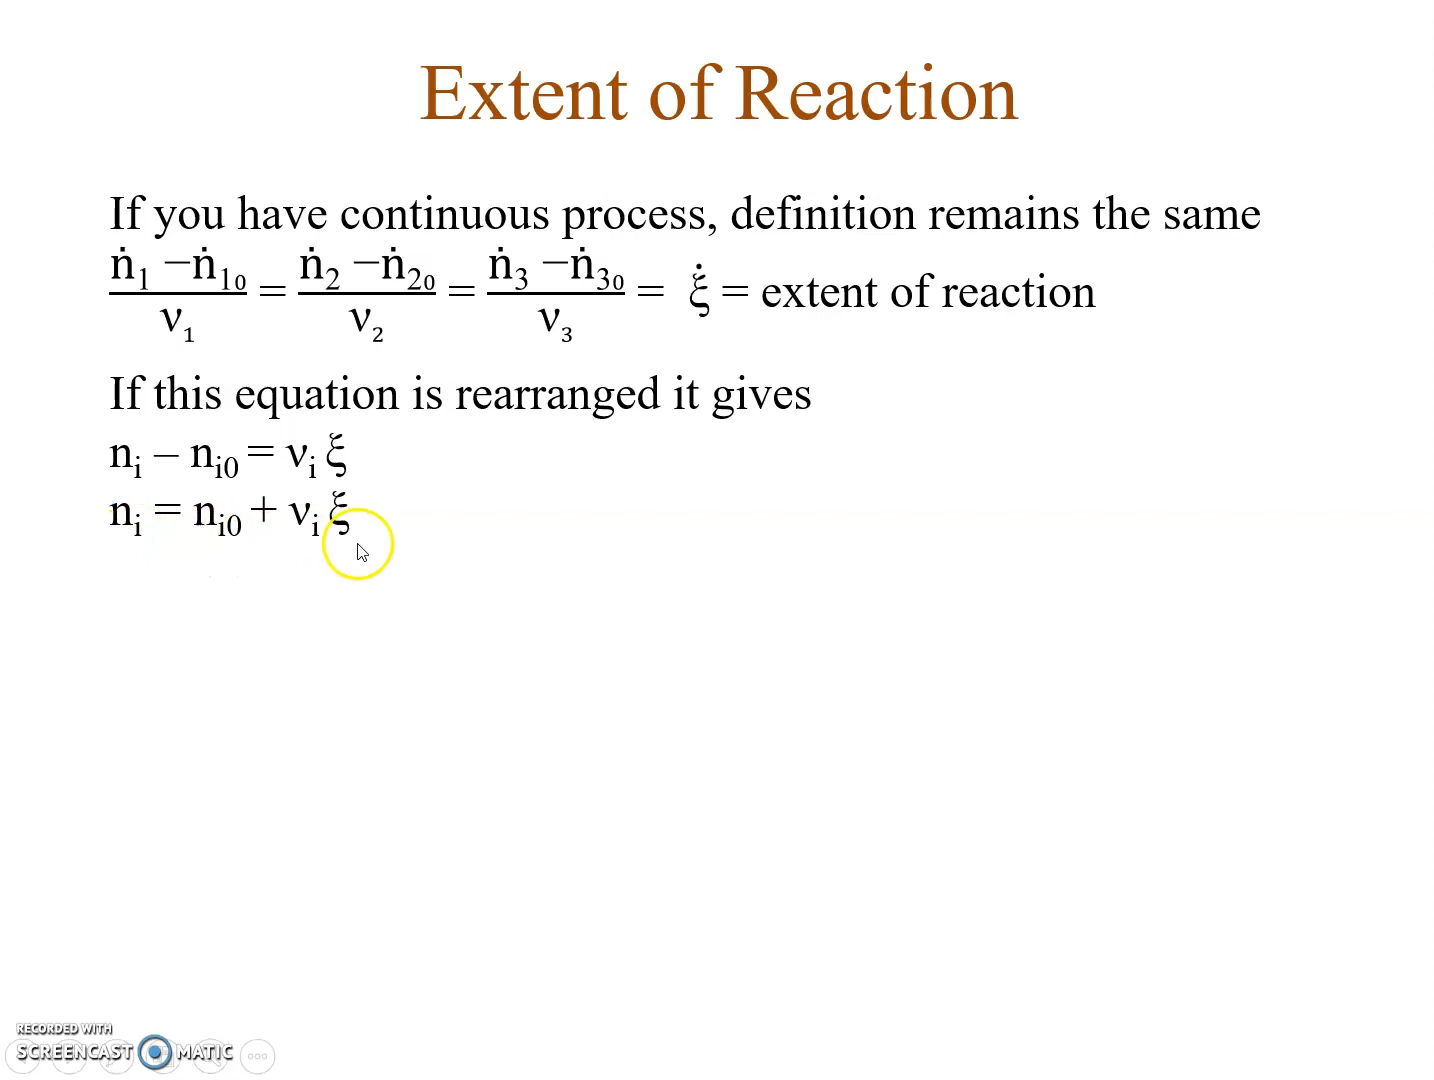 Extent of Reaction
If you have continuous process, definition remains the same
(ṅ₁ −ṅ₁₀)/ν₁ = (ṅ₂ −ṅ₂₀)/ν₂ = (ṅ₃ −ṅ₃₀)/ν₃ = ξ̇ = extent of reaction
If this equation is rearranged it gives
nᵢ – nᵢ₀ = νᵢ ξ
nᵢ = nᵢ₀ + νᵢ ξ
RECORDED WITH
SCREENCAST MATIC